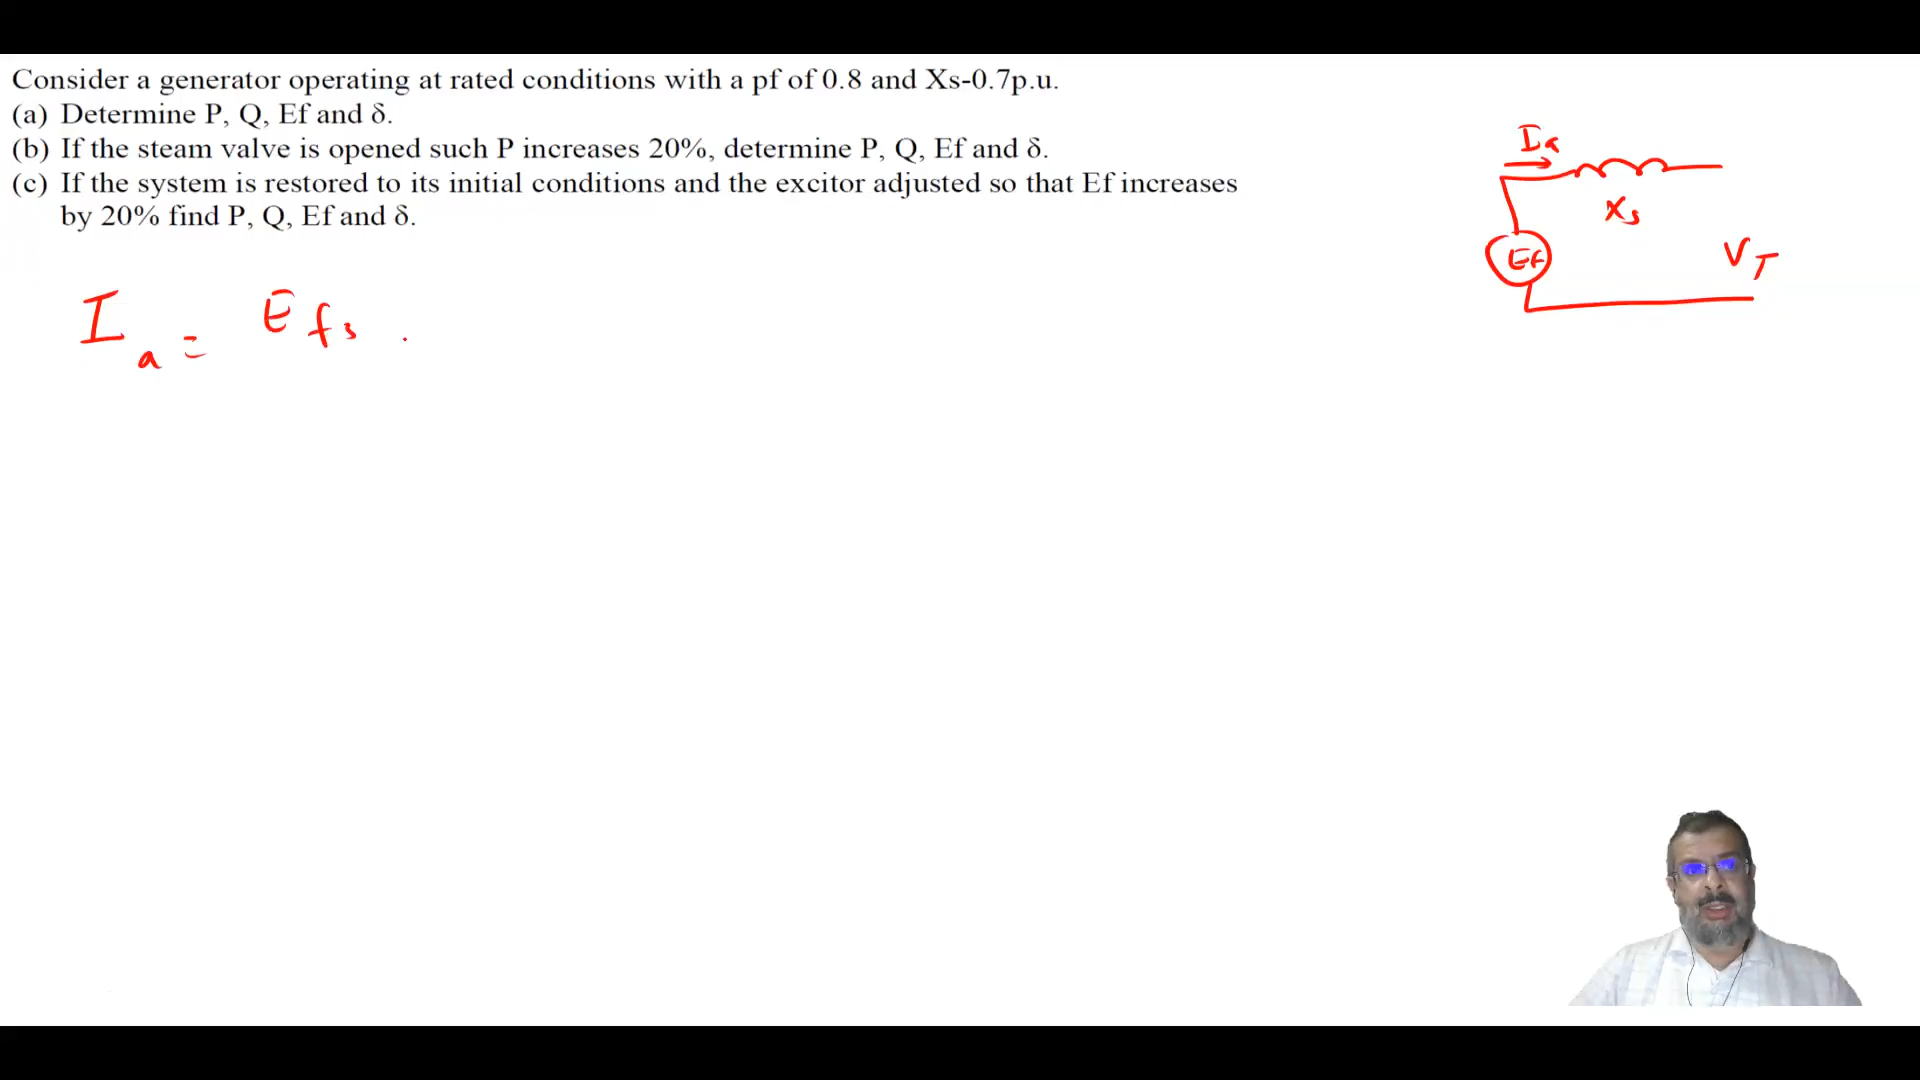 Consider a generator operating at rated conditions with a pf of 0.8 and Xs-0.7p.u.
(a) Determine P, Q, Ef and δ.
(b) If the steam valve is opened such P increases 20%, determine P, Q, Ef and δ.
(c) If the system is restored to its initial conditions and the excitor adjusted so that Ef increases
by 20% find P, Q, Ef and δ.
Ia
Xs
Ef
VT
Ia = Efs .